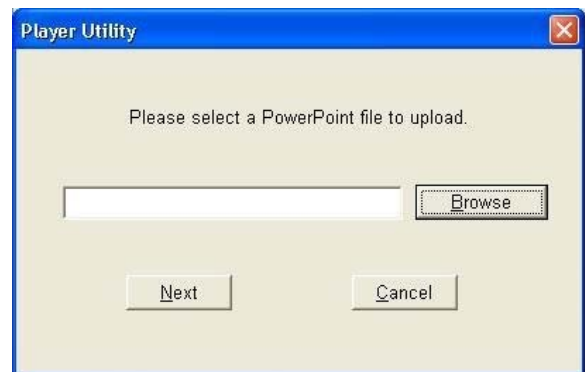 Player Utility
Please select a PowerPoint file to upload.
Browse
Next
Cancel